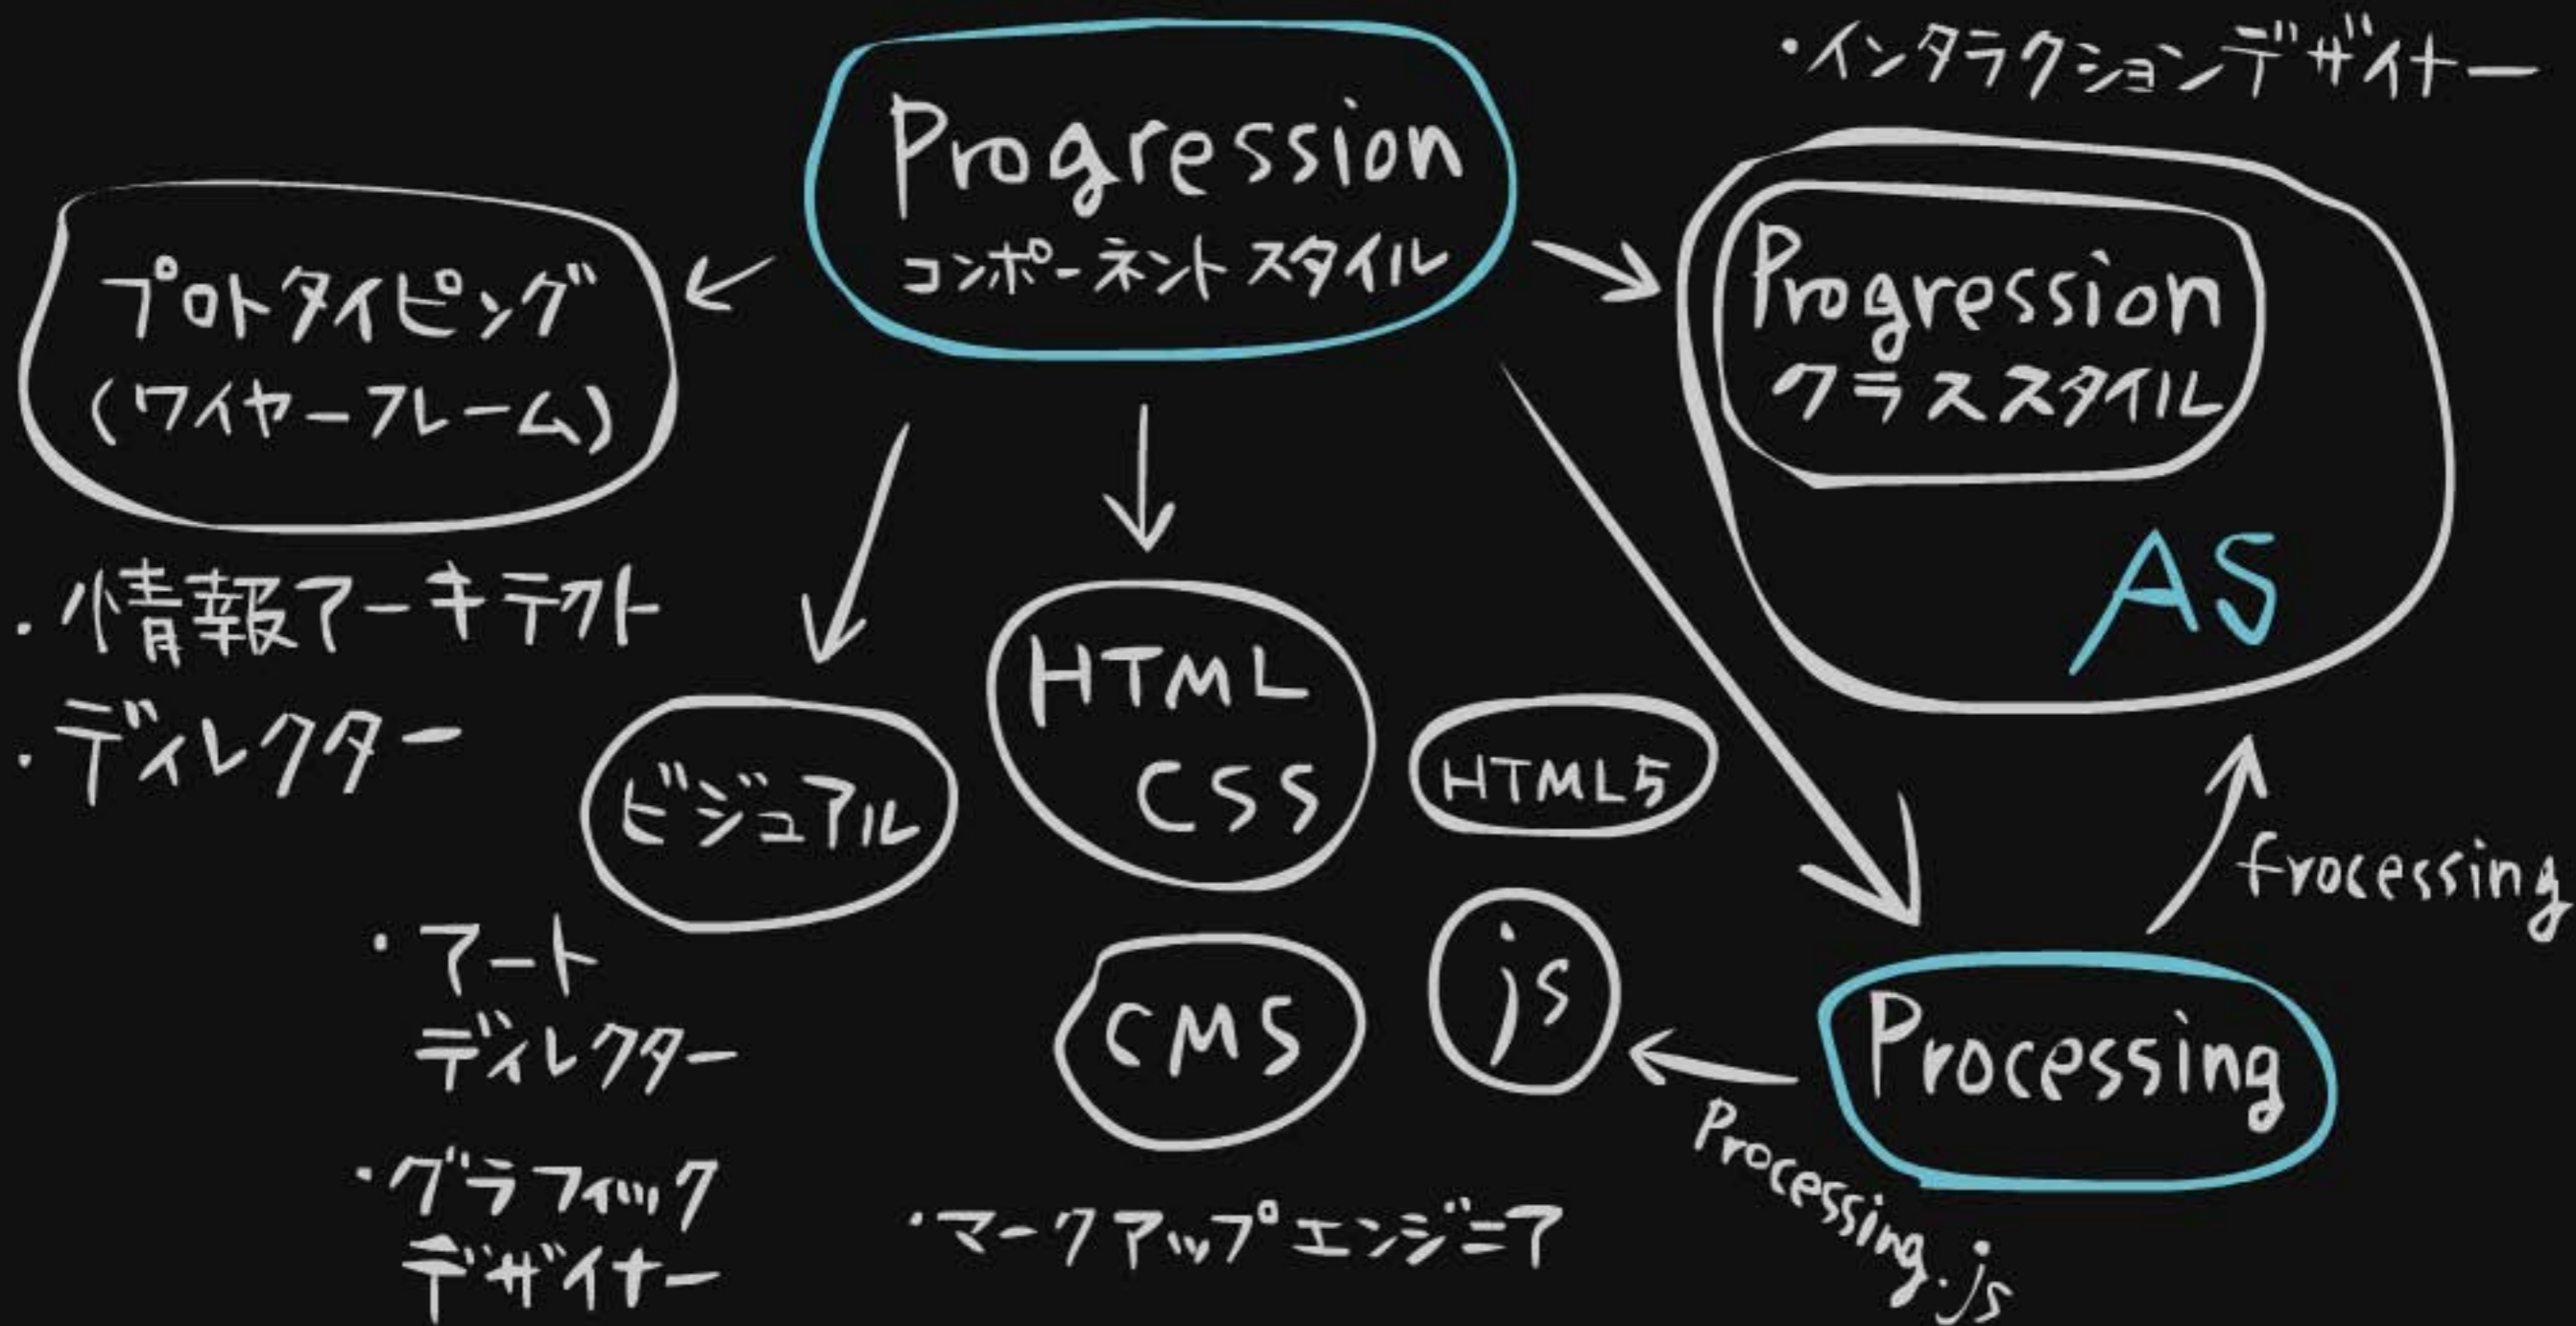 Progression
コンポーネントスタイル
・インタラクションデザイナー
プロトタイピング
(ワイヤーフレーム)
Progression
クラススタイル
AS
・情報アーキテクト
・ディレクター
ビジュアル
HTML
CSS
HTML5
frocessing
・アート
ディレクター
CMS
js
Processing
Processing.js
・グラフィック
デザイナー
・マークアップエンジニア